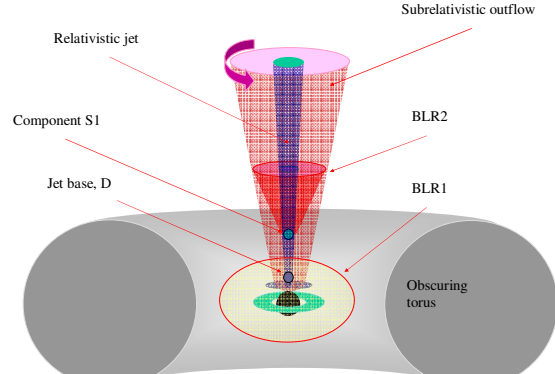 Subrelativistic outflow
Relativistic jet
Component S1
BLR2
Jet base, D
BLR1
Obscuring
torus